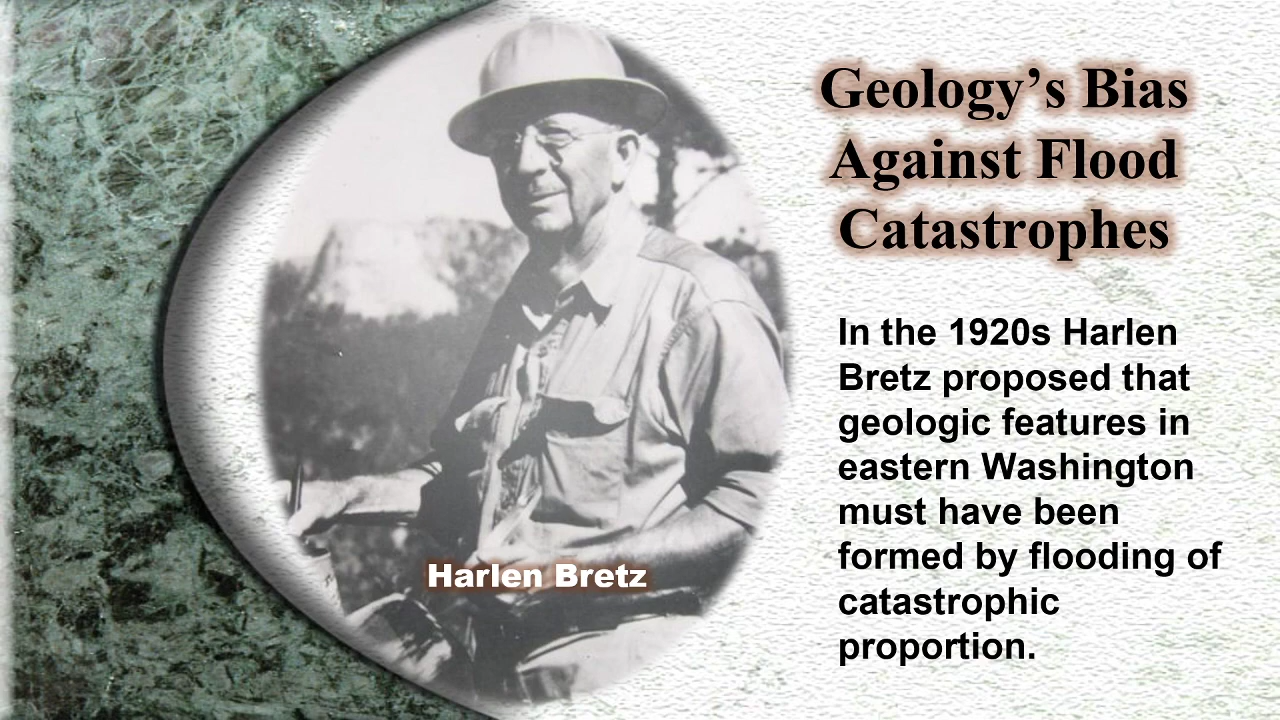 Geology’s Bias
Against Flood
Catastrophes
In the 1920s Harlen
Bretz proposed that
geologic features in
eastern Washington
must have been
formed by flooding of
catastrophic
proportion.
Harlen Bretz